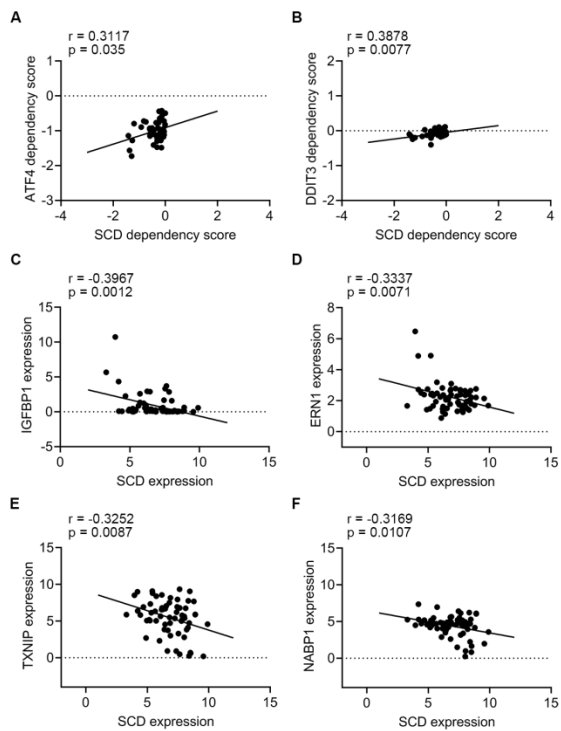 A
r = 0.3117
p = 0.035
1
0
-1
-2
-3
-4
-2
0
2
4
ATF4 dependency score
SCD dependency score
B
r = 0.3878
p = 0.0077
2
1
0
-1
-2
-4
-2
0
2
4
DDIT3 dependency score
SCD dependency score
C
r = -0.3967
p = 0.0012
15
10
5
0
-5
0
5
10
15
IGFBP1 expression
SCD expression
D
r = -0.3337
p = 0.0071
8
6
4
2
0
0
5
10
15
ERN1 expression
SCD expression
E
r = -0.3252
p = 0.0087
15
10
5
0
0
5
10
15
TXNIP expression
SCD expression
F
r = -0.3169
p = 0.0107
15
10
5
0
0
5
10
15
NABP1 expression
SCD expression